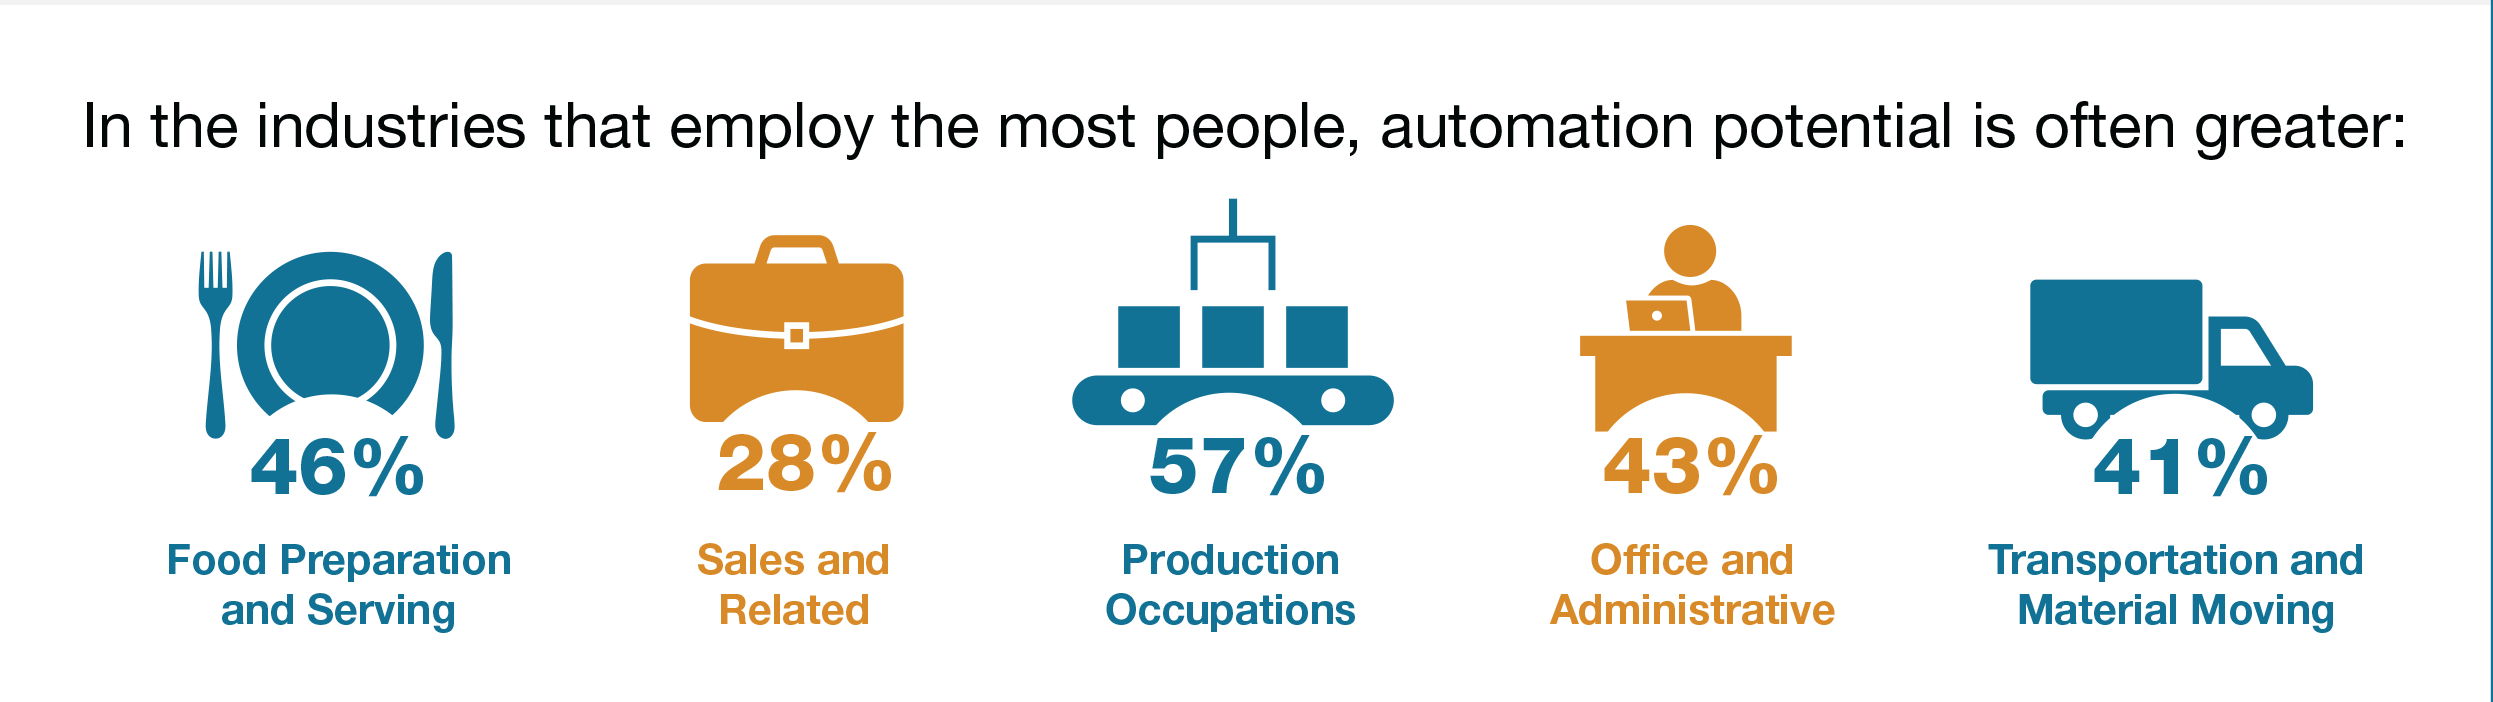 In the industries that employ the most people, automation potential is often greater:
46%
Food Preparation
and Serving
28%
Sales and
Related
57%
Production
Occupations
43%
Office and
Administrative
41%
Transportation and
Material Moving